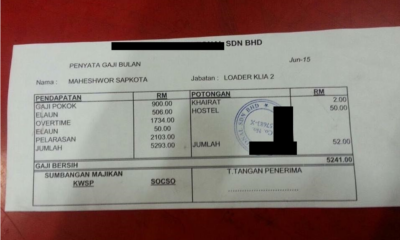 SDN BHD
PENYATA GAJI BULAN Jun-15
Nama : MAHESHWOR SAPKOTA Jabatan : LOADER KLIA 2
PENDAPATAN RM POTONGAN RM
GAJI POKOK 900.00 KHAIRAT 2.00
ELAUN 506.00 HOSTEL 50.00
OVERTIME 1734.00
ELAUN 50.00
PELARASAN 2103.00
JUMLAH 5293.00 JUMLAH 52.00
GAJI BERSIH 5241.00
SUMBANGAN MAJIKAN T.TANGAN PENERIMA
KWSP SOCSO